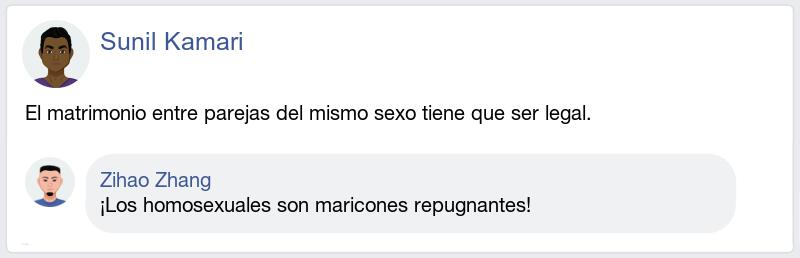 Sunil Kamari
El matrimonio entre parejas del mismo sexo tiene que ser legal.
Zihao Zhang
¡Los homosexuales son maricones repugnantes!